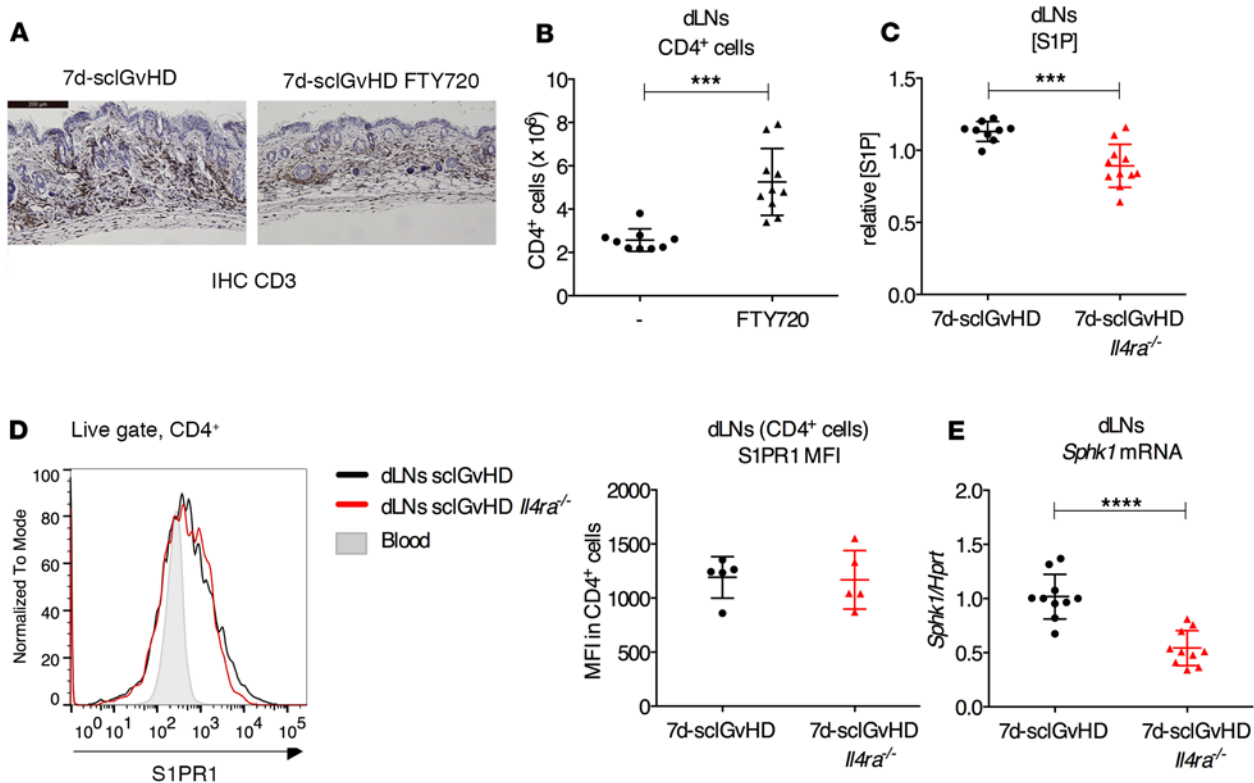 A
7d-sclGvHD
7d-sclGvHD FTY720
200 µm
IHC CD3
B
dLNs
CD4⁺ cells
***
CD4⁺ cells (x 10⁶)
10
8
6
4
2
0
-
FTY720
C
dLNs
[S1P]
***
relative [S1P]
1.5
1.0
0.5
0.0
7d-sclGvHD
7d-sclGvHD
Il4ra⁻/⁻
D
Live gate, CD4⁺
Normalized To Mode
100
80
60
40
20
0
10⁰ 10¹ 10² 10³ 10⁴ 10⁵
S1PR1
dLNs sclGvHD
dLNs sclGvHD Il4ra⁻/⁻
Blood
dLNs (CD4⁺ cells)
S1PR1 MFI
MFI in CD4⁺ cells
2000
1500
1000
500
0
7d-sclGvHD
7d-sclGvHD
Il4ra⁻/⁻
E
dLNs
Sphk1 mRNA
****
Sphk1/Hprt
2.0
1.5
1.0
0.5
0.0
7d-sclGvHD
7d-sclGvHD
Il4ra⁻/⁻